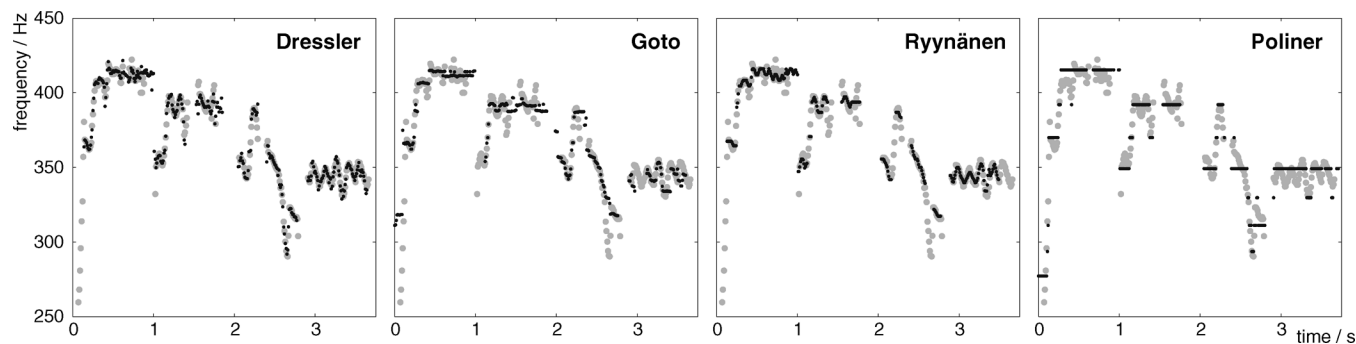 450
400
350
300
250
frequency / Hz
Dressler
Goto
Ryynänen
Poliner
0 1 2 3 0 1 2 3 0 1 2 3 0 1 2 3
time / s